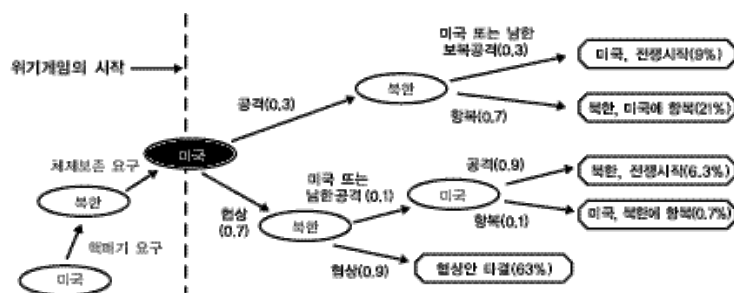 미국 또는 남한
보복공격(0.3)
미국, 전쟁시작(9%)
위기게임의 시작
북한
공격(0.3)
항복(0.7)
북한, 미국에 항복(21%)
미국
체제보존 요구
공격(0.9)
북한, 전쟁시작(6.3%)
미국 또는
남한공격(0.1)
미국
북한
협상
(0.7)
북한
항복(0.1)
미국, 북한에 항복(0.7%)
핵폐기 요구
협상(0.9)
협상안 타결(63%)
미국